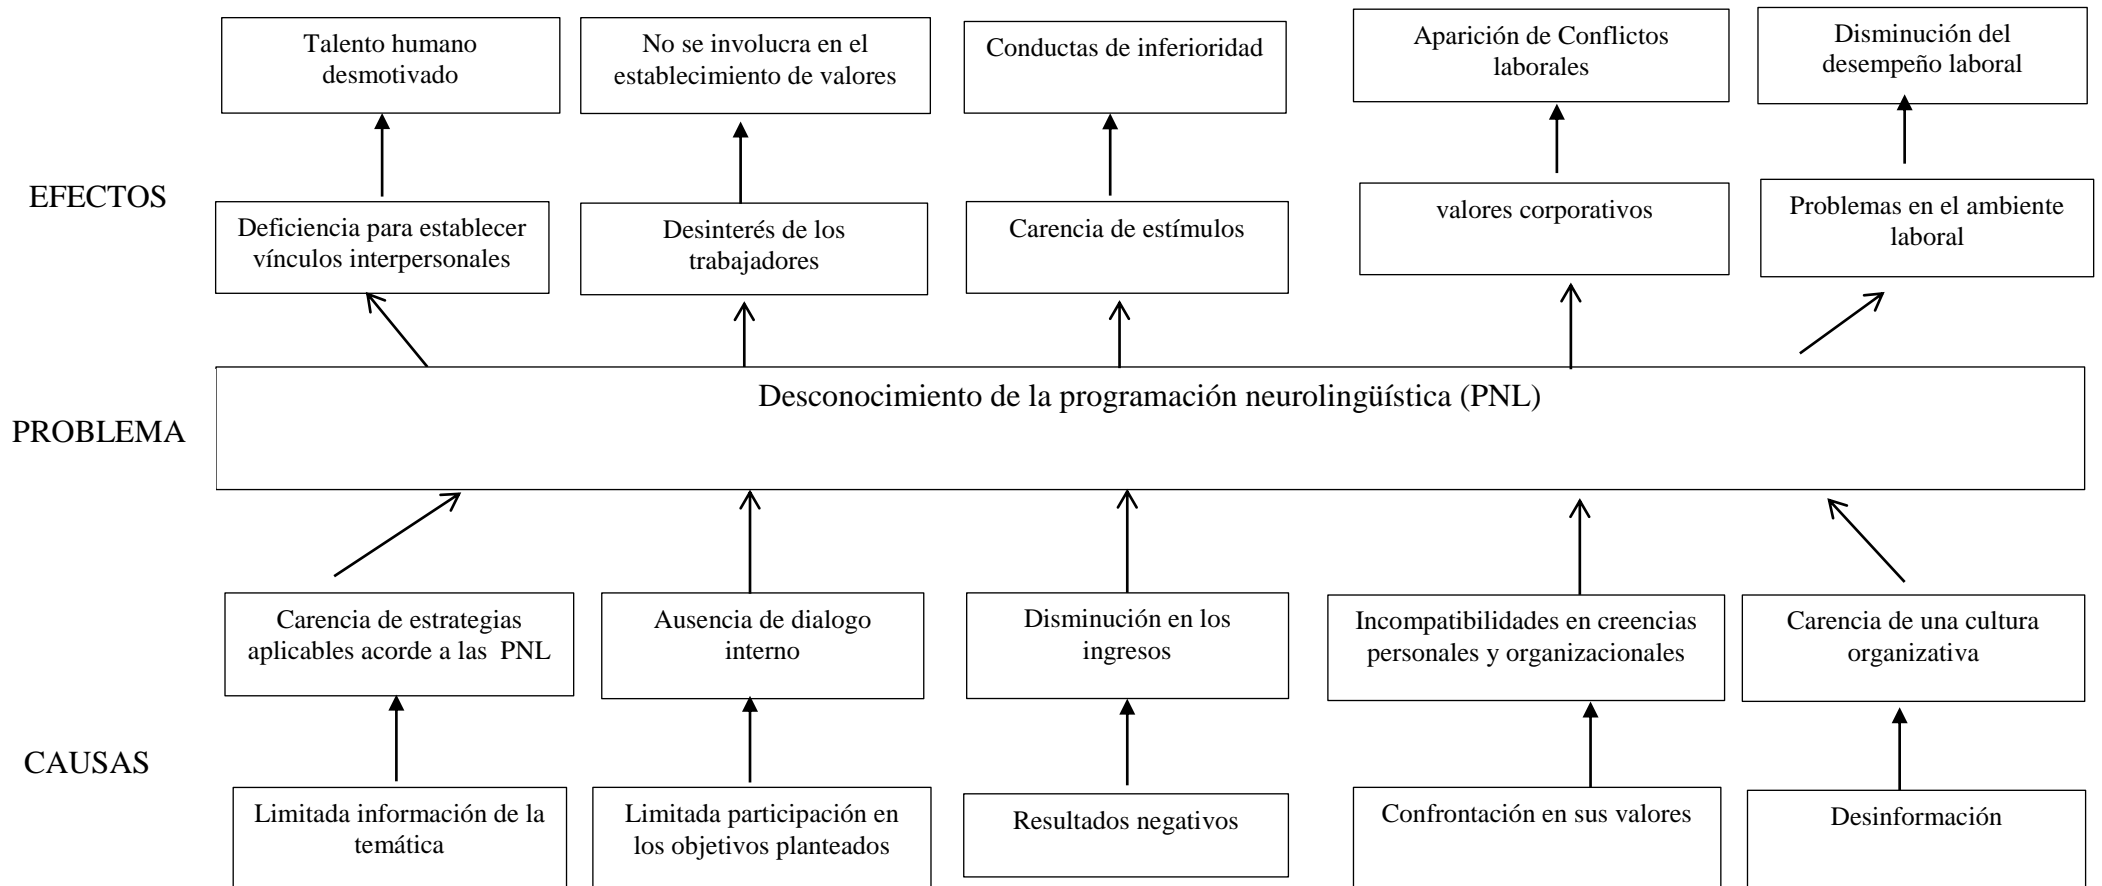 Talento humano
desmotivado
No se involucra en el
establecimiento de valores
Conductas de inferioridad
Aparición de Conflictos
laborales
Disminución del
desempeño laboral
EFECTOS
Deficiencia para establecer
vínculos interpersonales
Desinterés de los
trabajadores
Carencia de estímulos
valores corporativos
Problemas en el ambiente
laboral
PROBLEMA
Desconocimiento de la programación neurolingüística (PNL)
Carencia de estrategias
aplicables acorde a las PNL
Ausencia de dialogo
interno
Disminución en los
ingresos
Incompatibilidades en creencias
personales y organizacionales
Carencia de una cultura
organizativa
CAUSAS
Limitada información de la
temática
Limitada participación en
los objetivos planteados
Resultados negativos
Confrontación en sus valores
Desinformación